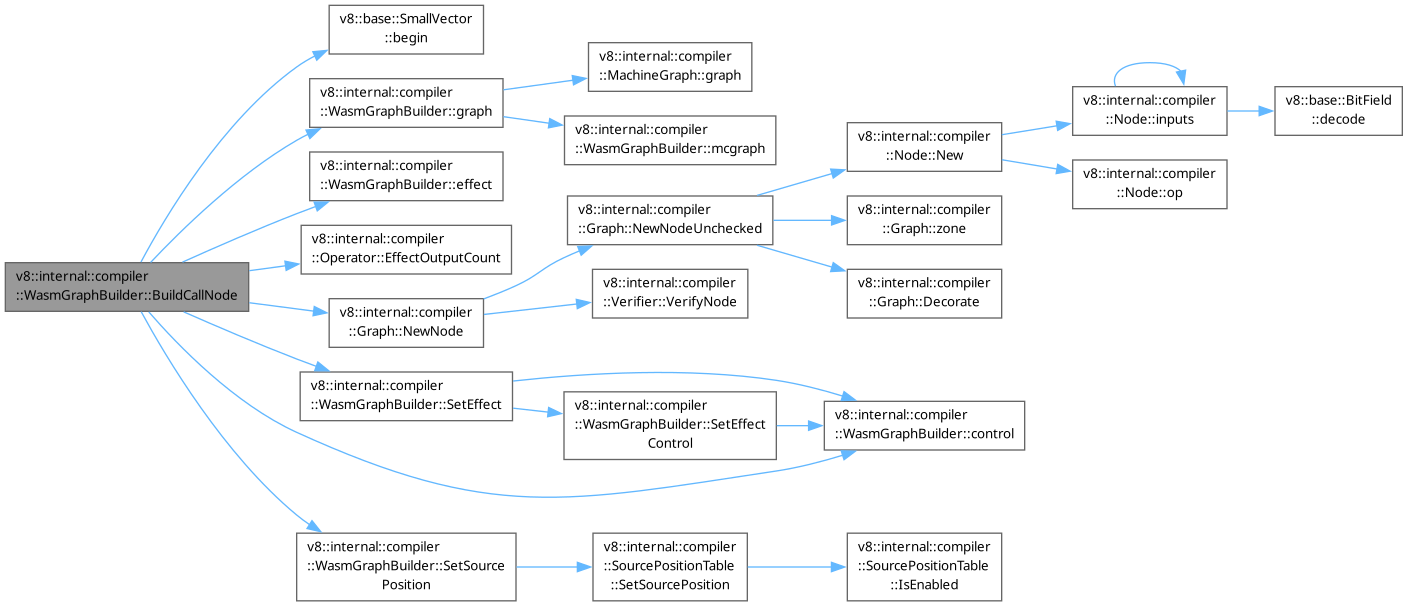 v8::base::SmallVector
::begin
v8::internal::compiler
::MachineGraph::graph
v8::internal::compiler
::WasmGraphBuilder::graph
v8::internal::compiler
::Node::inputs
v8::base::BitField
::decode
v8::internal::compiler
::WasmGraphBuilder::mcgraph
v8::internal::compiler
::Node::New
v8::internal::compiler
::WasmGraphBuilder::effect
v8::internal::compiler
::Node::op
v8::internal::compiler
::Graph::NewNodeUnchecked
v8::internal::compiler
::Graph::zone
v8::internal::compiler
::Operator::EffectOutputCount
v8::internal::compiler
::WasmGraphBuilder::BuildCallNode
v8::internal::compiler
::Verifier::VerifyNode
v8::internal::compiler
::Graph::Decorate
v8::internal::compiler
::Graph::NewNode
v8::internal::compiler
::WasmGraphBuilder::SetEffect
v8::internal::compiler
::WasmGraphBuilder::SetEffect
Control
v8::internal::compiler
::WasmGraphBuilder::control
v8::internal::compiler
::WasmGraphBuilder::SetSource
Position
v8::internal::compiler
::SourcePositionTable
::SetSourcePosition
v8::internal::compiler
::SourcePositionTable
::IsEnabled